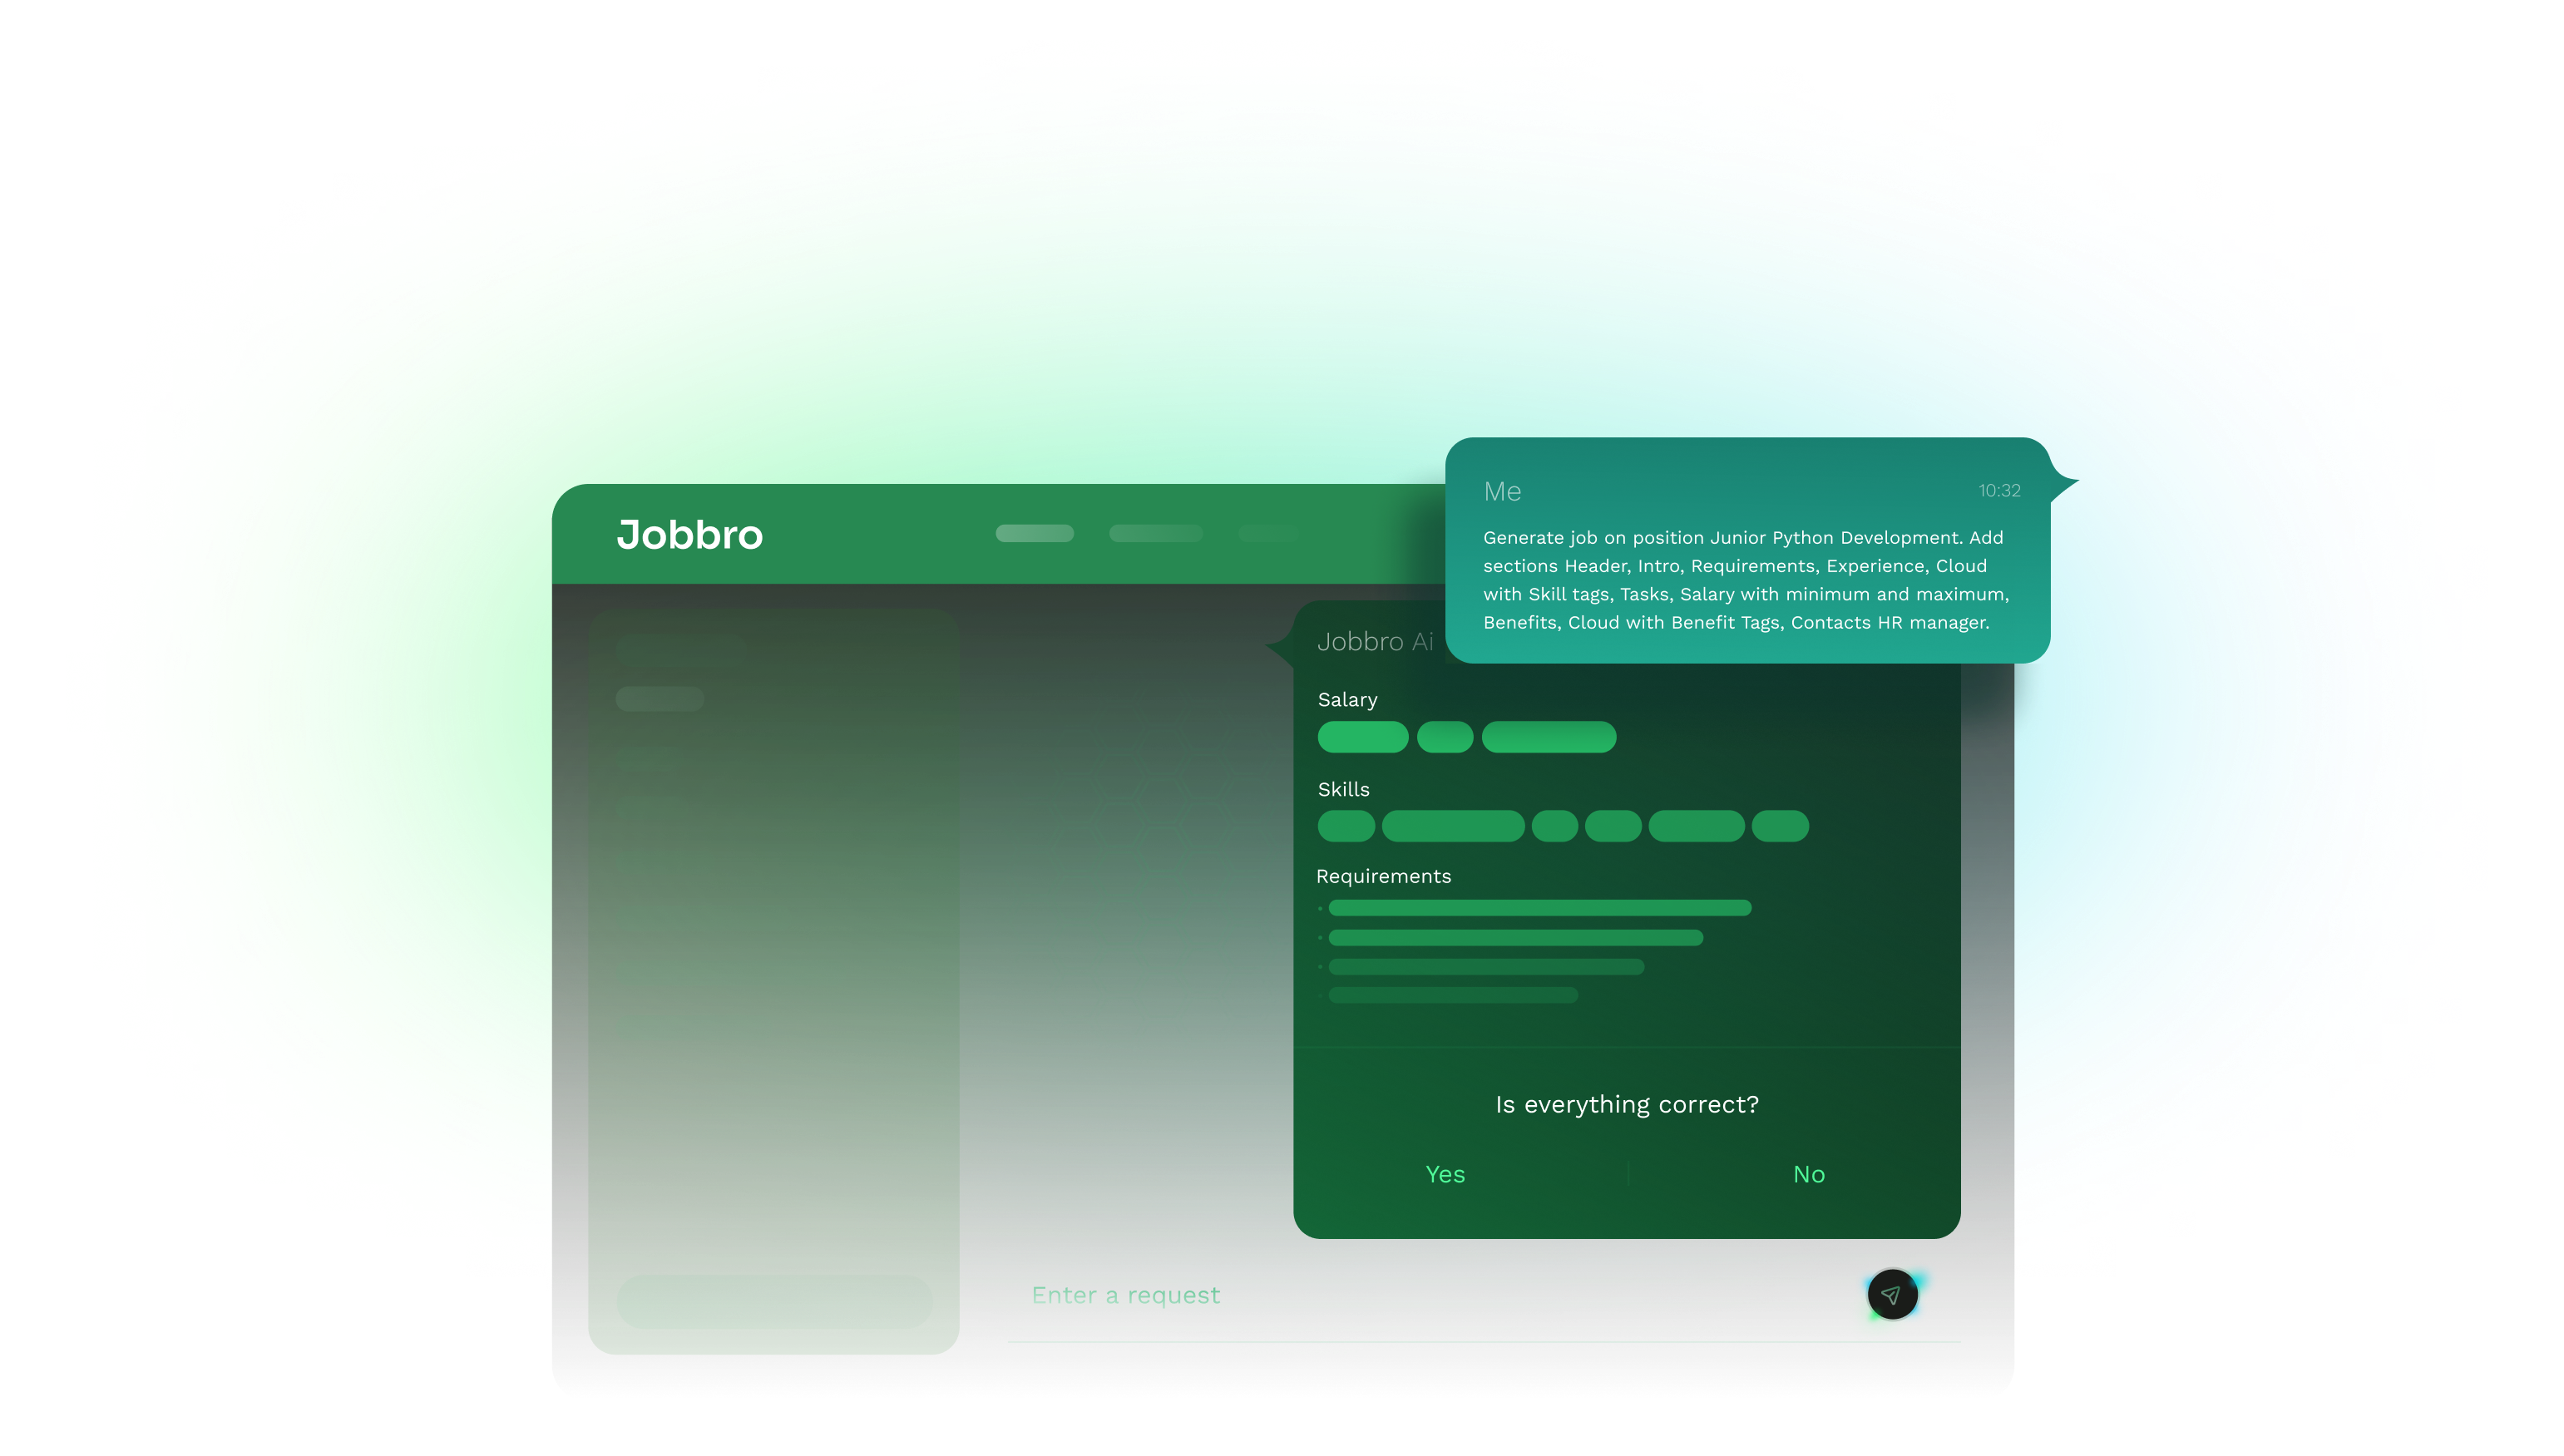 Jobbro
Me
10:32
Generate job on position Junior Python Development. Add
sections Header, Intro, Requirements, Experience, Cloud
with Skill tags, Tasks, Salary with minimum and maximum,
Benefits, Cloud with Benefit Tags, Contacts HR manager.
Jobbro Ai
Salary
Skills
Requirements
Is everything correct?
Yes
No
Enter a request